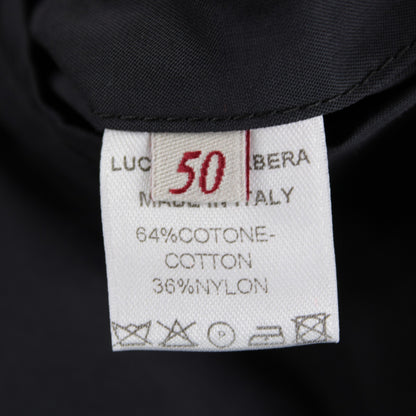 LUC BERA
50
MADE IN ITALY
64%COTONE-
COTTON
36%NYLON